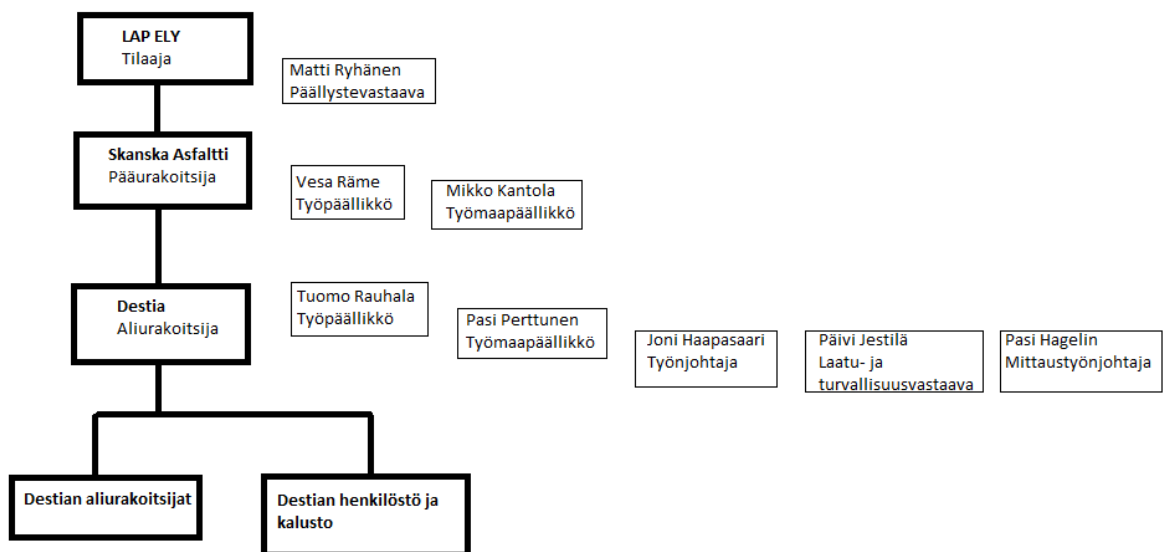 LAP ELY
Tilaaja
Matti Ryhänen
Päällystevastaava
Skanska Asfaltti
Pääurakoitsija
Vesa Räme
Työpäällikkö
Mikko Kantola
Työmaapäällikkö
Destia
Aliurakoitsija
Tuomo Rauhala
Työpäällikkö
Pasi Perttunen
Työmaapäällikkö
Joni Haapasaari
Työnjohtaja
Päivi Jestilä
Laatu- ja
turvallisuusvastaava
Pasi Hagelin
Mittaustyönjohtaja
Destian aliurakoitsijat
Destian henkilöstö ja
kalusto